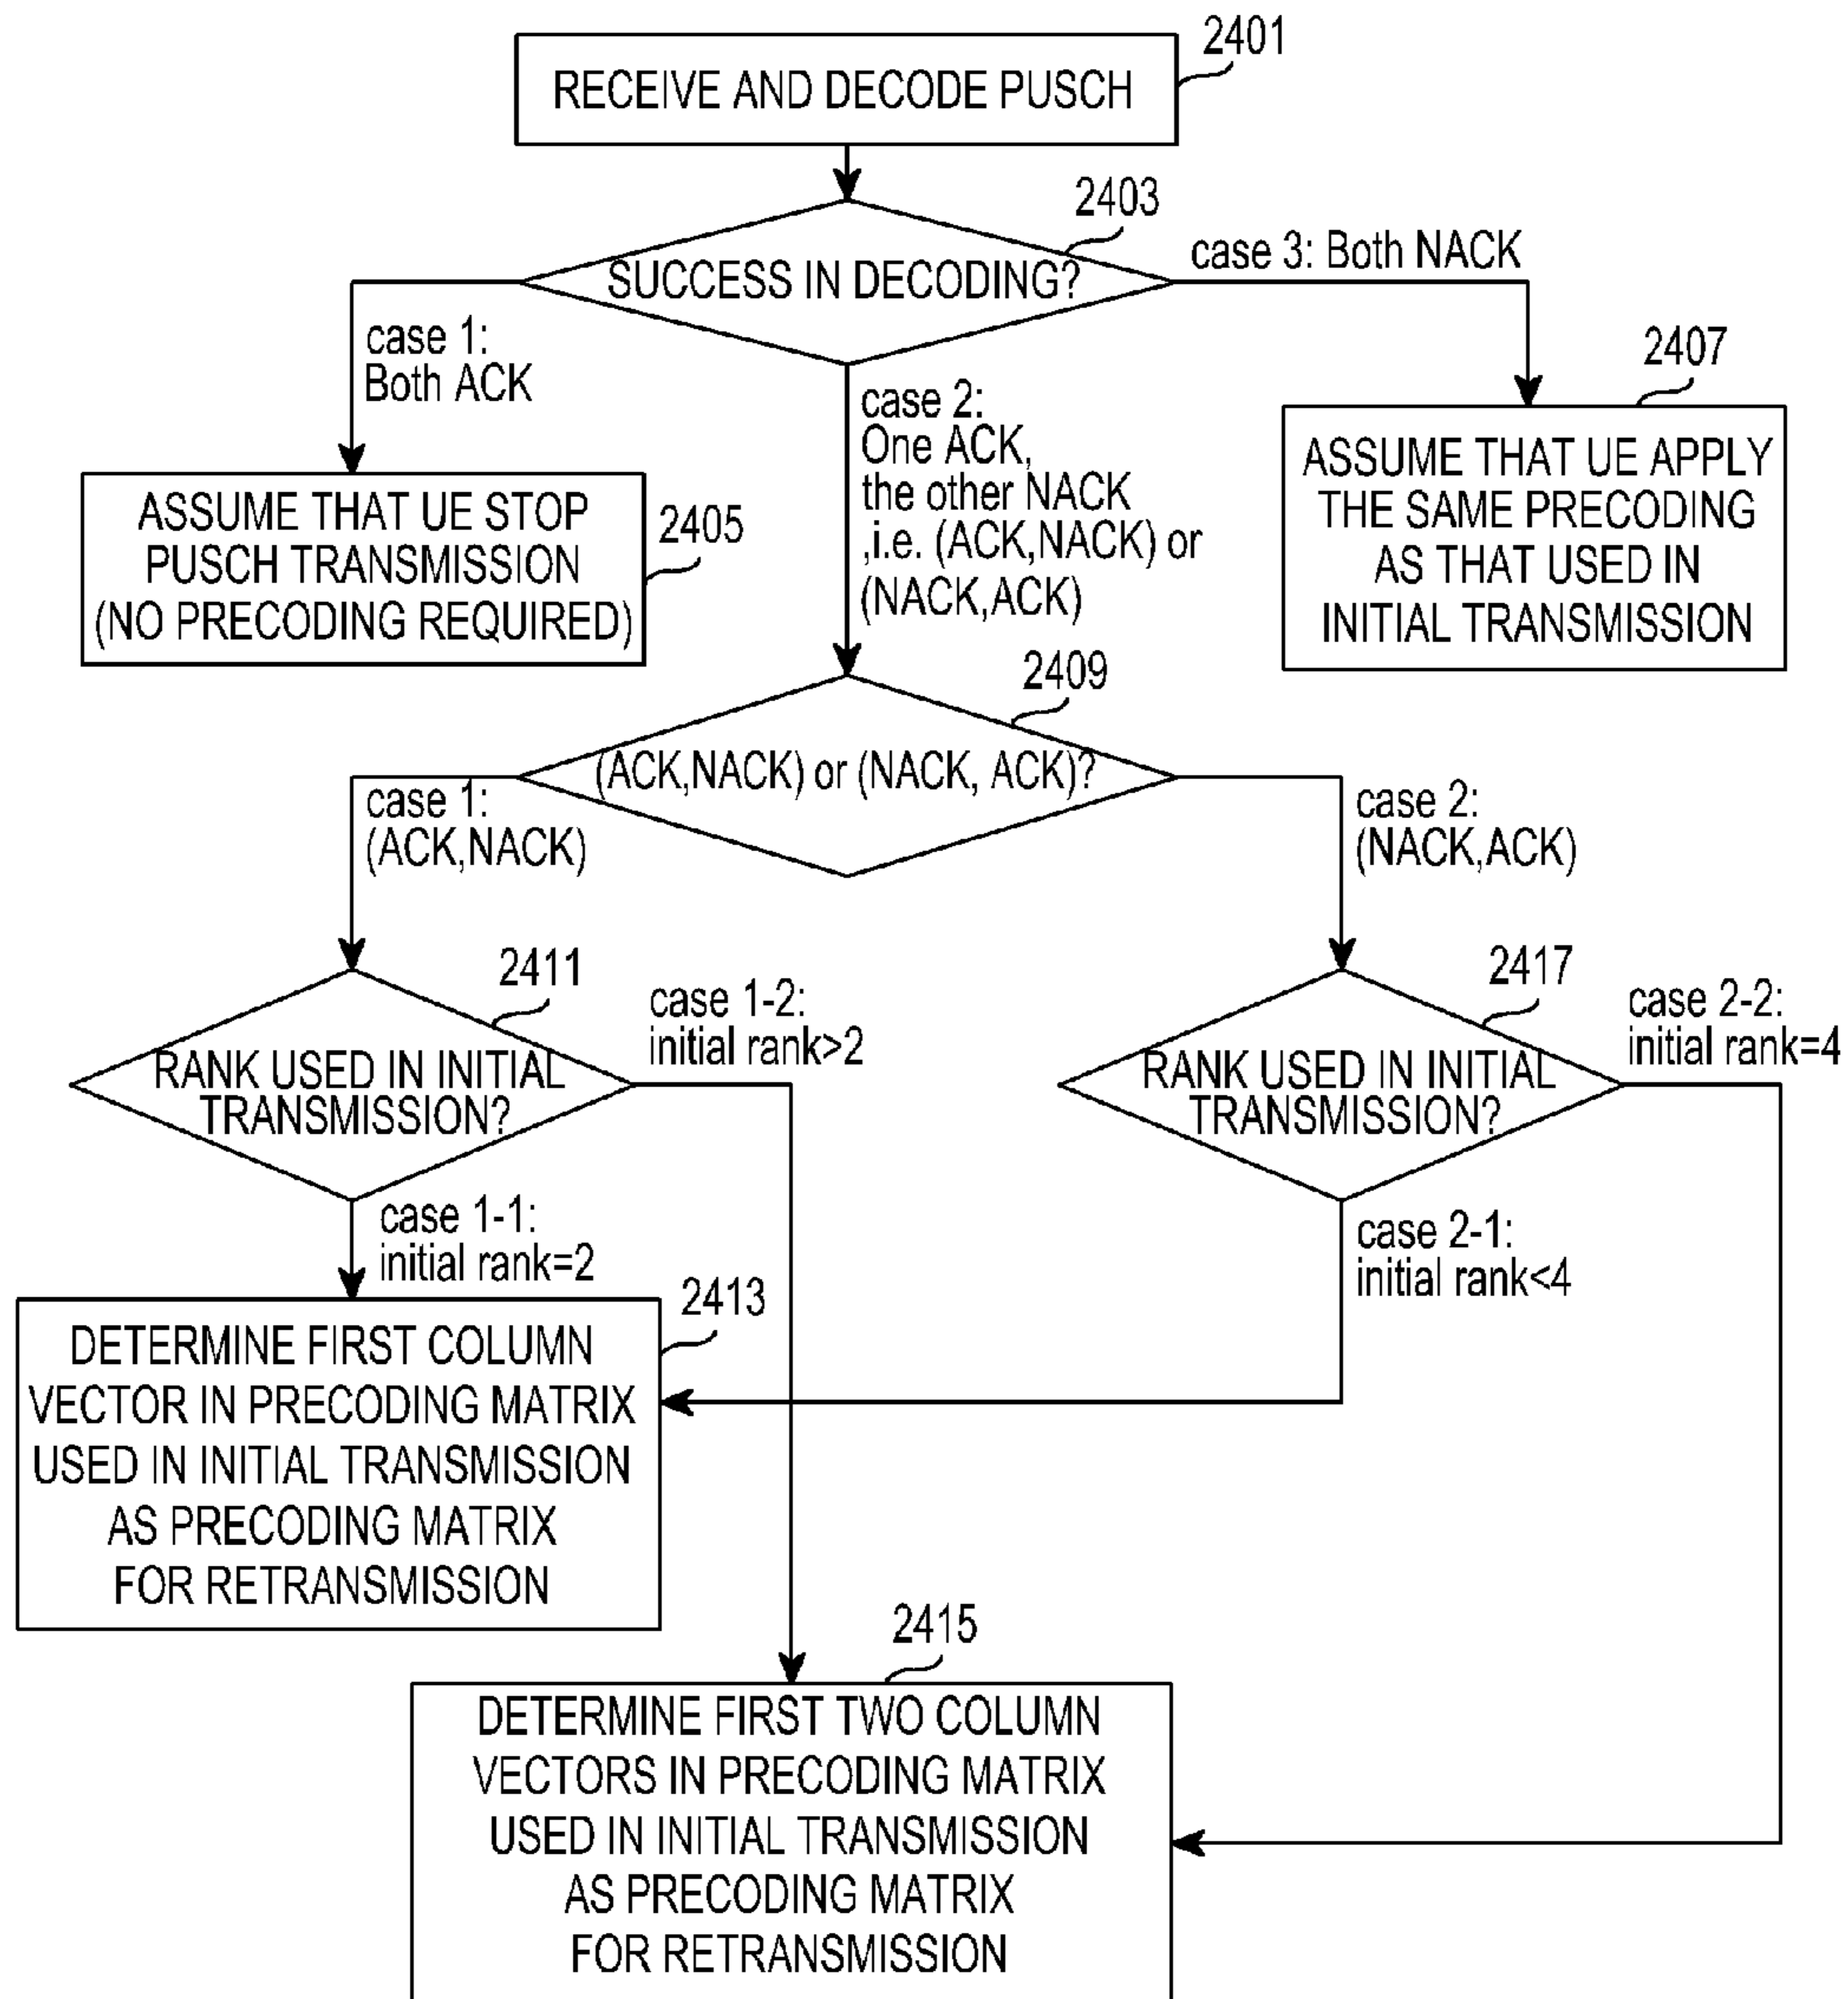 2401
RECEIVE AND DECODE PUSCH
2403
SUCCESS IN DECODING?
case 3: Both NACK
case 1:
Both ACK
case 2:
One ACK,
the other NACK
,i.e. (ACK,NACK) or
(NACK,ACK)
2407
ASSUME THAT UE APPLY
THE SAME PRECODING
AS THAT USED IN
INITIAL TRANSMISSION
ASSUME THAT UE STOP
PUSCH TRANSMISSION
(NO PRECODING REQUIRED)
2405
2409
(ACK,NACK) or (NACK, ACK)?
case 1:
(ACK,NACK)
case 2:
(NACK,ACK)
2411
RANK USED IN INITIAL
TRANSMISSION?
case 1-2:
initial rank>2
2417
RANK USED IN INITIAL
TRANSMISSION?
case 2-2:
initial rank=4
case 1-1:
initial rank=2
case 2-1:
initial rank<4
2413
DETERMINE FIRST COLUMN
VECTOR IN PRECODING MATRIX
USED IN INITIAL TRANSMISSION
AS PRECODING MATRIX
FOR RETRANSMISSION
2415
DETERMINE FIRST TWO COLUMN
VECTORS IN PRECODING MATRIX
USED IN INITIAL TRANSMISSION
AS PRECODING MATRIX
FOR RETRANSMISSION